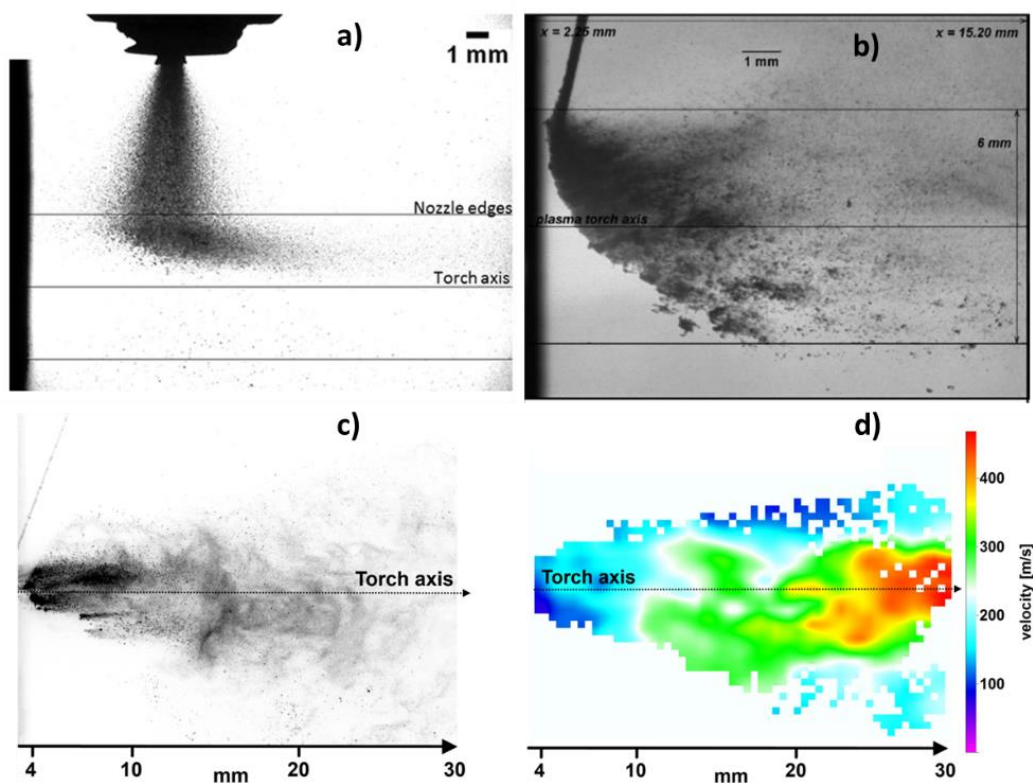 a)
1 mm
Nozzle edges
Torch axis
b)
x = 2.25 mm
x = 15.20 mm
1 mm
6 mm
plasma torch axis
c)
Torch axis
4 10 20 30
mm
d)
Torch axis
400
300
200
100
velocity [m/s]
4 10 20 30
mm